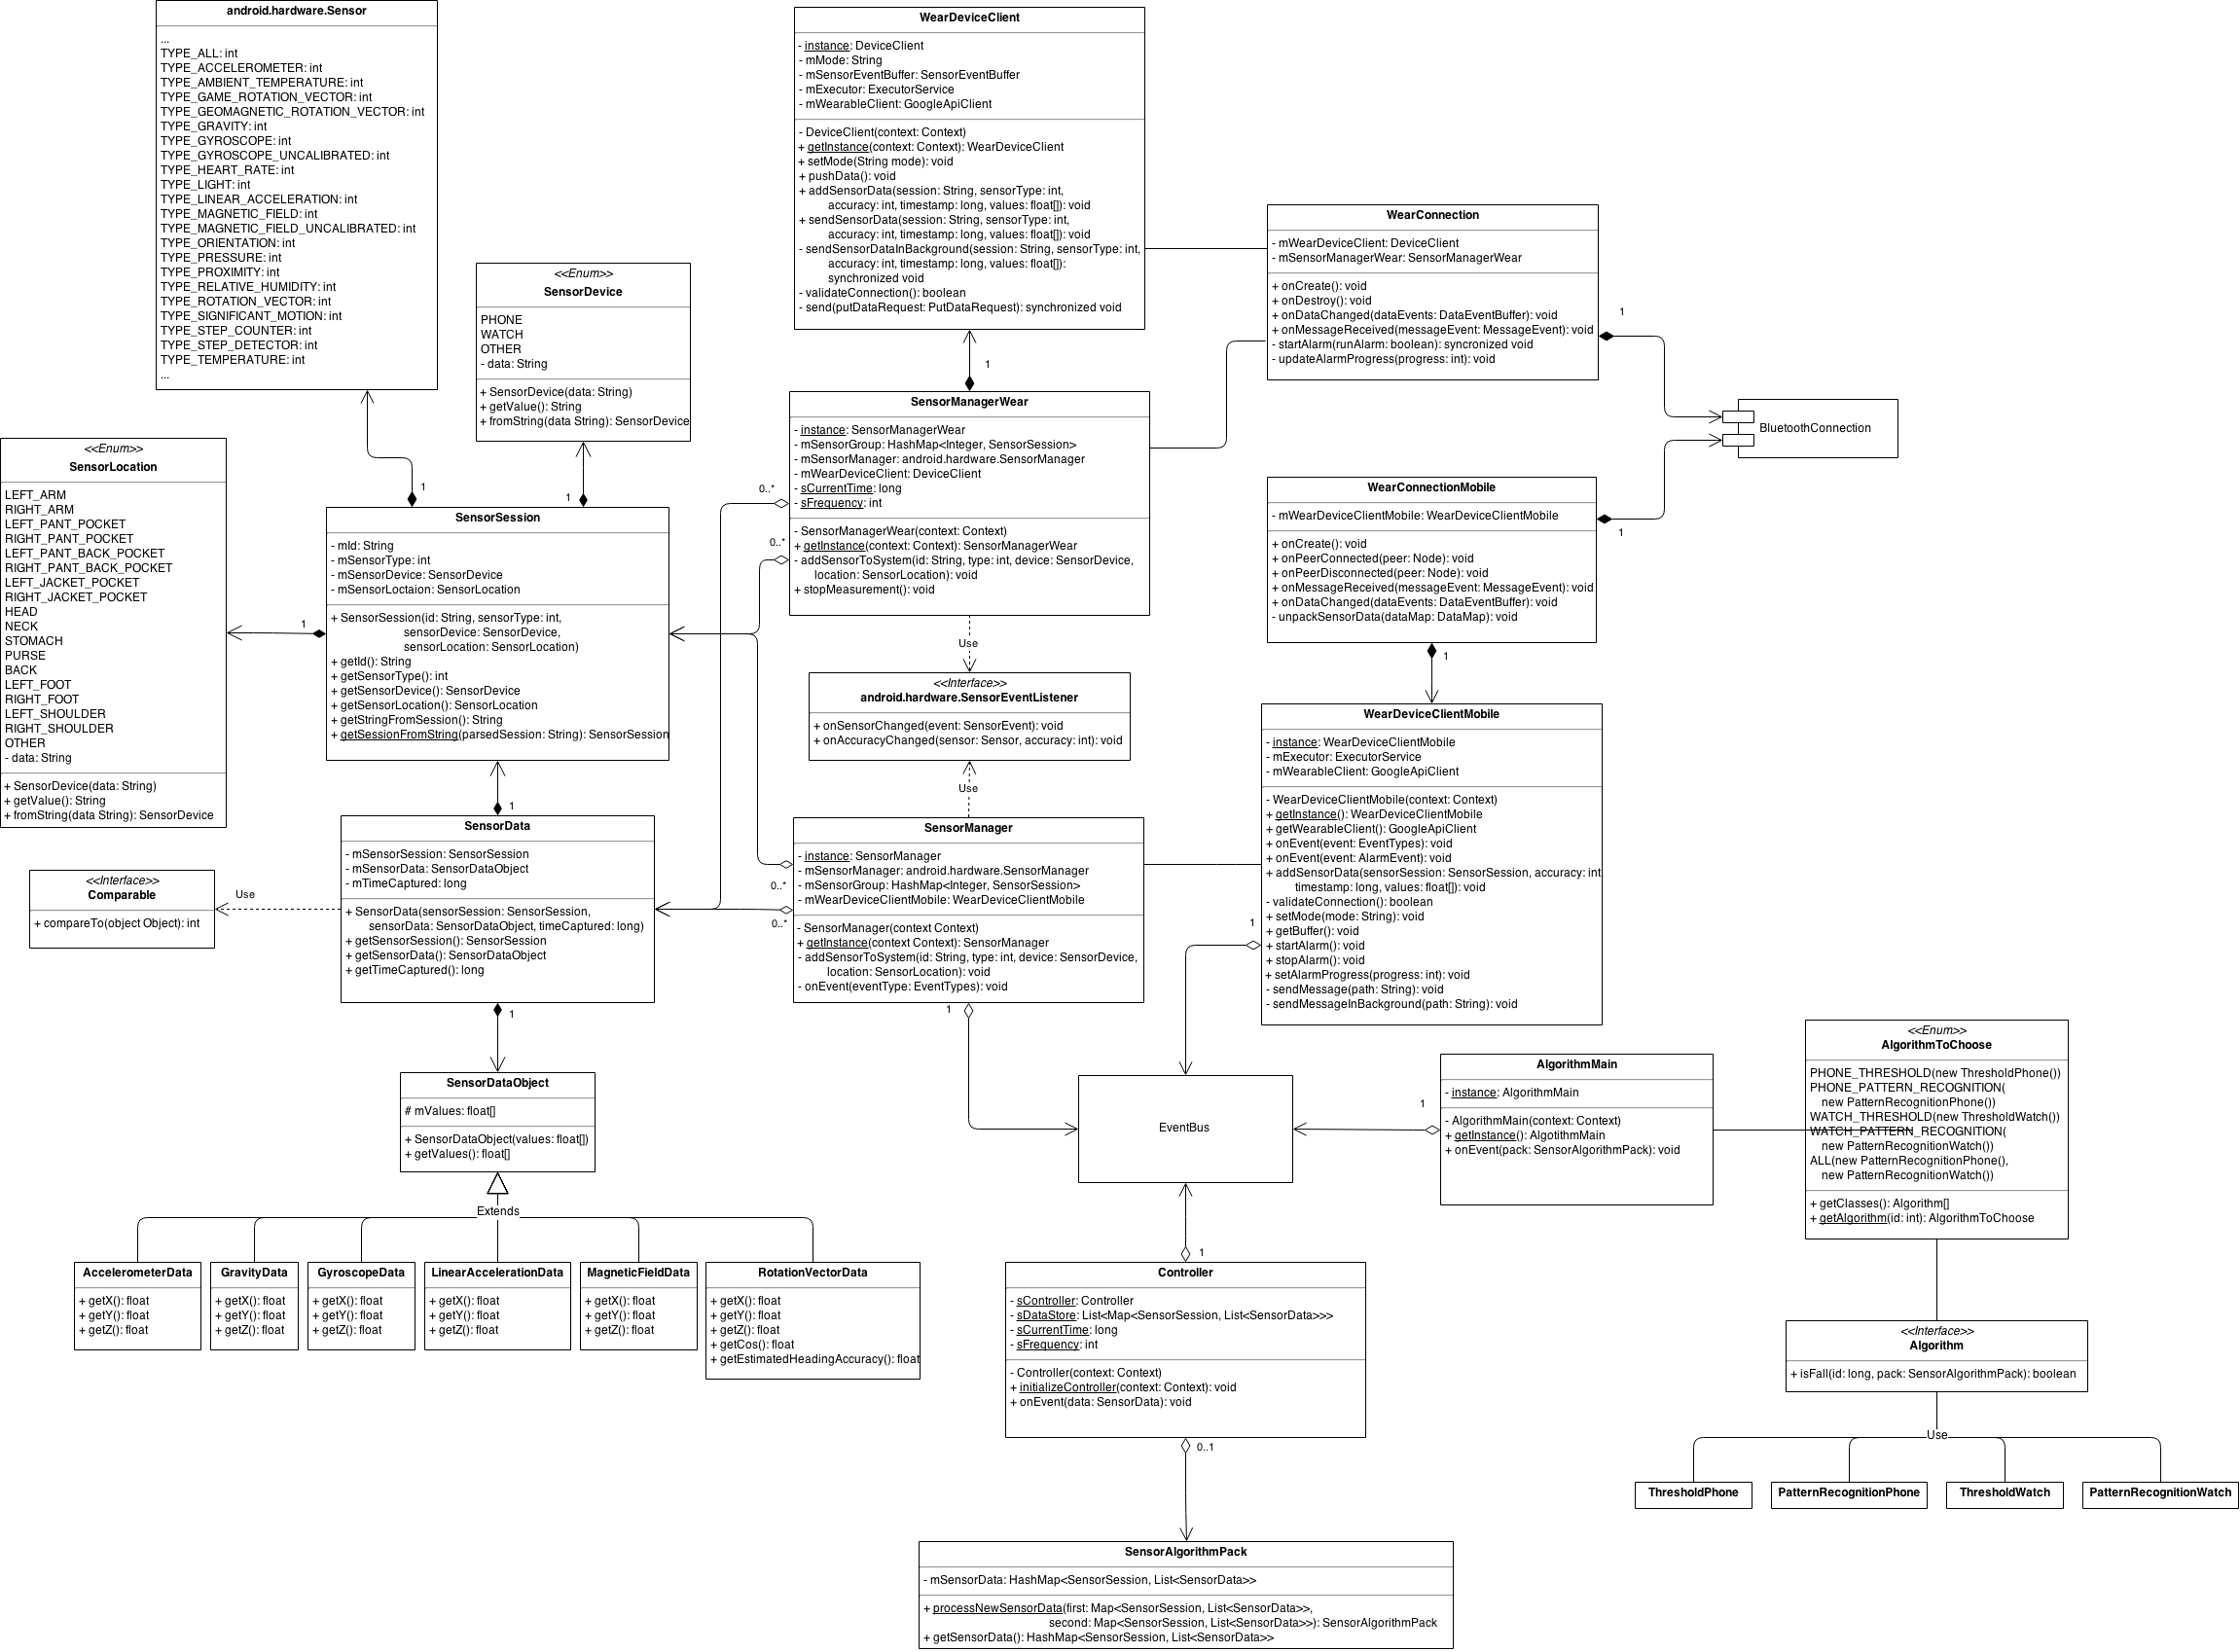 android.hardware.Sensor
...
TYPE_ALL: int
TYPE_ACCELEROMETER: int
TYPE_AMBIENT_TEMPERATURE: int
TYPE_GAME_ROTATION_VECTOR: int
TYPE_GEOMAGNETIC_ROTATION_VECTOR: int
TYPE_GRAVITY: int
TYPE_GYROSCOPE: int
TYPE_GYROSCOPE_UNCALIBRATED: int
TYPE_HEART_RATE: int
TYPE_LIGHT: int
TYPE_LINEAR_ACCELERATION: int
TYPE_MAGNETIC_FIELD: int
TYPE_MAGNETIC_FIELD_UNCALIBRATED: int
TYPE_ORIENTATION: int
TYPE_PRESSURE: int
TYPE_PROXIMITY: int
TYPE_RELATIVE_HUMIDITY: int
TYPE_ROTATION_VECTOR: int
TYPE_SIGNIFICANT_MOTION: int
TYPE_STEP_COUNTER: int
TYPE_STEP_DETECTOR: int
TYPE_TEMPERATURE: int
...
WearDeviceClient
- instance: DeviceClient
- mMode: String
- mSensorEventBuffer: SensorEventBuffer
- mExecutor: ExecutorService
- mWearableClient: GoogleApiClient
- DeviceClient(context: Context)
+ getInstance(context: Context): WearDeviceClient
+ setMode(String mode): void
+ pushData(): void
+ addSensorData(session: String, sensorType: int,
accuracy: int, timestamp: long, values: float[]): void
+ sendSensorData(session: String, sensorType: int,
accuracy: int, timestamp: long, values: float[]): void
- sendSensorDataInBackground(session: String, sensorType: int,
accuracy: int, timestamp: long, values: float[]):
synchronized void
- validateConnection(): boolean
- send(putDataRequest: PutDataRequest): synchronized void
1
WearConnection
- mWearDeviceClient: DeviceClient
- mSensorManagerWear: SensorManagerWear
+ onCreate(): void
+ onDestroy(): void
+ onDataChanged(dataEvents: DataEventBuffer): void
+ onMessageReceived(messageEvent: MessageEvent): void
- startAlarm(runAlarm: boolean): syncronized void
- updateAlarmProgress(progress: int): void
1
<<Enum>>
SensorDevice
PHONE
WATCH
OTHER
- data: String
+ SensorDevice(data: String)
+ getValue(): String
+ fromString(data String): SensorDevice
1
1
BluetoothConnection
<<Enum>>
SensorLocation
LEFT_ARM
RIGHT_ARM
LEFT_PANT_POCKET
RIGHT_PANT_POCKET
LEFT_PANT_BACK_POCKET
RIGHT_PANT_BACK_POCKET
LEFT_JACKET_POCKET
RIGHT_JACKET_POCKET
HEAD
NECK
STOMACH
PURSE
BACK
LEFT_FOOT
RIGHT_FOOT
LEFT_SHOULDER
RIGHT_SHOULDER
OTHER
- data: String
+ SensorDevice(data: String)
+ getValue(): String
+ fromString(data String): SensorDevice
1
SensorSession
- mId: String
- mSensorType: int
- mSensorDevice: SensorDevice
- mSensorLoctaion: SensorLocation
+ SensorSession(id: String, sensorType: int,
sensorDevice: SensorDevice,
sensorLocation: SensorLocation)
+ getId(): String
+ getSensorType(): int
+ getSensorDevice(): SensorDevice
+ getSensorLocation(): SensorLocation
+ getStringFromSession(): String
+ getSessionFromString(parsedSession: String): SensorSession
1
SensorManagerWear
- instance: SensorManagerWear
- mSensorGroup: HashMap<Integer, SensorSession>
- mSensorManager: android.hardware.SensorManager
- mWearDeviceClient: DeviceClient
- sCurrentTime: long
- sFrequency: int
- SensorManagerWear(context: Context)
+ getInstance(context: Context): SensorManagerWear
- addSensorToSystem(id: String, type: int, device: SensorDevice,
location: SensorLocation): void
+ stopMeasurement(): void
0..*
0..*
Use
<<Interface>>
android.hardware.SensorEventListener
+ onSensorChanged(event: SensorEvent): void
+ onAccuracyChanged(sensor: Sensor, accuracy: int): void
Use
WearConnectionMobile
- mWearDeviceClientMobile: WearDeviceClientMobile
+ onCreate(): void
+ onPeerConnected(peer: Node): void
+ onPeerDisconnected(peer: Node): void
+ onMessageReceived(messageEvent: MessageEvent): void
+ onDataChanged(dataEvents: DataEventBuffer): void
- unpackSensorData(dataMap: DataMap): void
1
1
WearDeviceClientMobile
- instance: WearDeviceClientMobile
- mExecutor: ExecutorService
- mWearableClient: GoogleApiClient
- WearDeviceClientMobile(context: Context)
+ getInstance(): WearDeviceClientMobile
+ getWearableClient(): GoogleApiClient
+ onEvent(event: EventTypes): void
+ onEvent(event: AlarmEvent): void
+ addSensorData(sensorSession: SensorSession, accuracy: int
timestamp: long, values: float[]): void
- validateConnection(): boolean
+ setMode(mode: String): void
+ getBuffer(): void
+ startAlarm(): void
+ stopAlarm(): void
+ setAlarmProgress(progress: int): void
- sendMessage(path: String): void
- sendMessageInBackground(path: String): void
1
SensorData
- mSensorSession: SensorSession
- mSensorData: SensorDataObject
- mTimeCaptured: long
+ SensorData(sensorSession: SensorSession,
sensorData: SensorDataObject, timeCaptured: long)
+ getSensorSession(): SensorSession
+ getSensorData(): SensorDataObject
+ getTimeCaptured(): long
1
<<Interface>>
Comparable
+ compareTo(object Object): int
Use
SensorManager
- instance: SensorManager
- mSensorManager: android.hardware.SensorManager
- mSensorGroup: HashMap<Integer, SensorSession>
- mWearDeviceClientMobile: WearDeviceClientMobile
- SensorManager(context Context)
+ getInstance(context Context): SensorManager
- addSensorToSystem(id: String, type: int, device: SensorDevice,
location: SensorLocation): void
- onEvent(eventType: EventTypes): void
0..*
0..*
1
SensorDataObject
# mValues: float[]
+ SensorDataObject(values: float[])
+ getValues(): float[]
Extends
AccelerometerData
+ getX(): float
+ getY(): float
+ getZ(): float
GravityData
+ getX(): float
+ getY(): float
+ getZ(): float
GyroscopeData
+ getX(): float
+ getY(): float
+ getZ(): float
LinearAccelerationData
+ getX(): float
+ getY(): float
+ getZ(): float
MagneticFieldData
+ getX(): float
+ getY(): float
+ getZ(): float
RotationVectorData
+ getX(): float
+ getY(): float
+ getZ(): float
+ getCos(): float
+ getEstimatedHeadingAccuracy(): float
EventBus
1
AlgorithmMain
- instance: AlgorithmMain
- AlgorithmMain(context: Context)
+ getInstance(): AlgotithmMain
+ onEvent(pack: SensorAlgorithmPack): void
<<Enum>>
AlgorithmToChoose
PHONE_THRESHOLD(new ThresholdPhone())
PHONE_PATTERN_RECOGNITION(
new PatternRecognitionPhone())
WATCH_THRESHOLD(new ThresholdWatch())
WATCH_PATTERN_RECOGNITION(
new PatternRecognitionWatch())
ALL(new PatternRecognitionPhone(),
new PatternRecognitionWatch())
+ getClasses(): Algorithm[]
+ getAlgorithm(id: int): AlgorithmToChoose
1
Controller
- sController: Controller
- sDataStore: List<Map<SensorSession, List<SensorData>>>
- sCurrentTime: long
- sFrequency: int
- Controller(context: Context)
+ initializeController(context: Context): void
+ onEvent(data: SensorData): void
0..1
<<Interface>>
Algorithm
+ isFall(id: long, pack: SensorAlgorithmPack): boolean
Use
ThresholdPhone
PatternRecognitionPhone
ThresholdWatch
PatternRecognitionWatch
SensorAlgorithmPack
- mSensorData: HashMap<SensorSession, List<SensorData>>
+ processNewSensorData(first: Map<SensorSession, List<SensorData>>,
second: Map<SensorSession, List<SensorData>>): SensorAlgorithmPack
+ getSensorData(): HashMap<SensorSession, List<SensorData>>